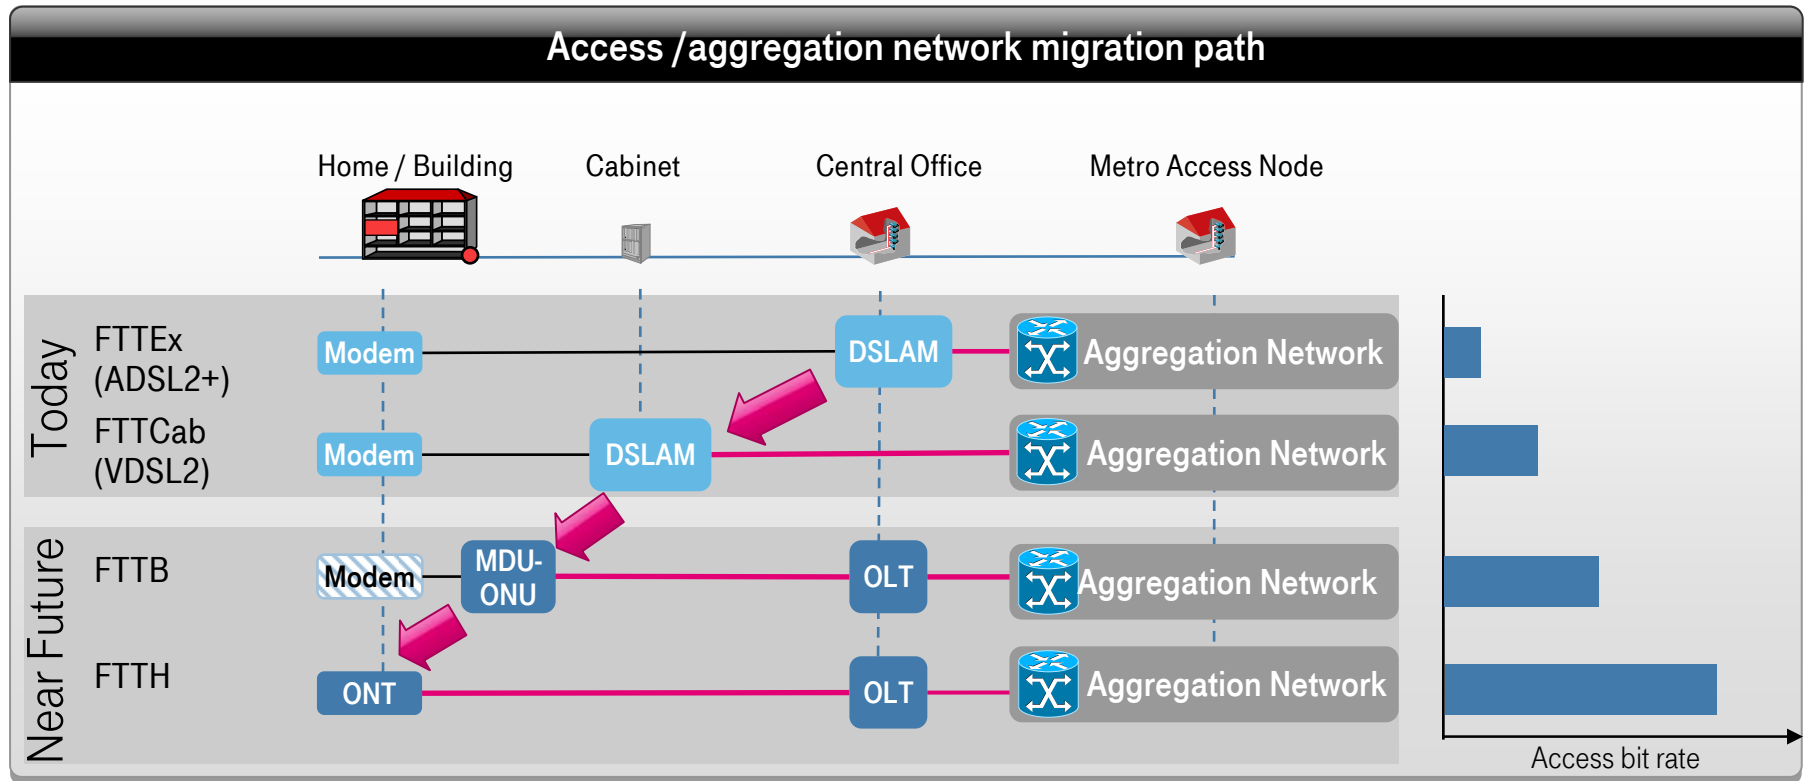 Access /aggregation network migration path
Home / Building
Cabinet
Central Office
Metro Access Node
Today
FTTEx
(ADSL2+)
Modem
DSLAM
Aggregation Network
FTTCab
(VDSL2)
Modem
DSLAM
Aggregation Network
Near Future
FTTB
Modem
MDU-
ONU
OLT
Aggregation Network
FTTH
ONT
OLT
Aggregation Network
Access bit rate